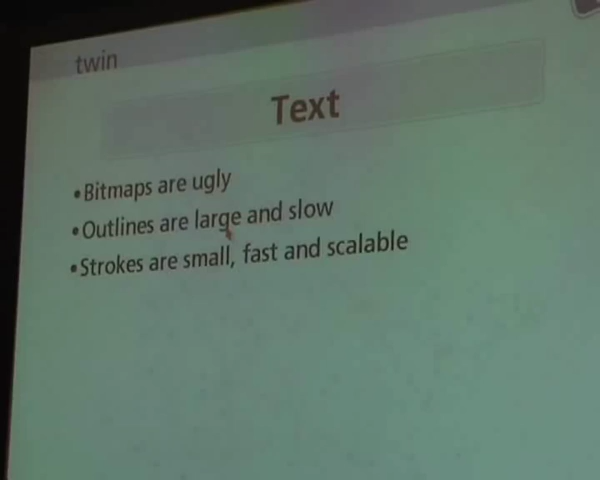 twin
Text
•Bitmaps are ugly
•Outlines are large and slow
•Strokes are small, fast and scalable